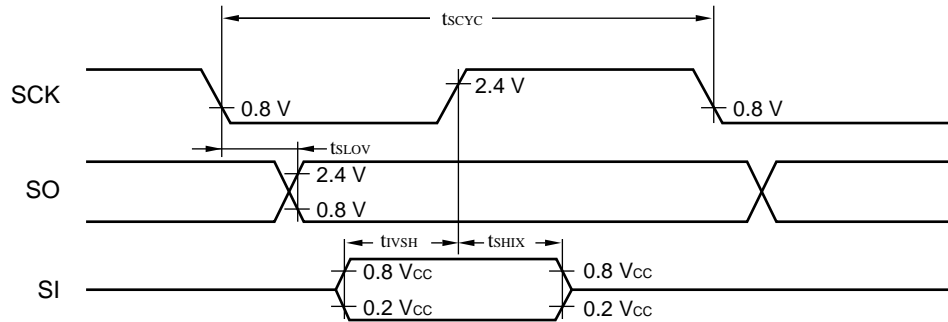 tSCYC
SCK
2.4 V
0.8 V
0.8 V
tSLOV
SO
2.4 V
0.8 V
tIVSH
tSHIX
SI
0.8 VCC
0.8 VCC
0.2 VCC
0.2 VCC